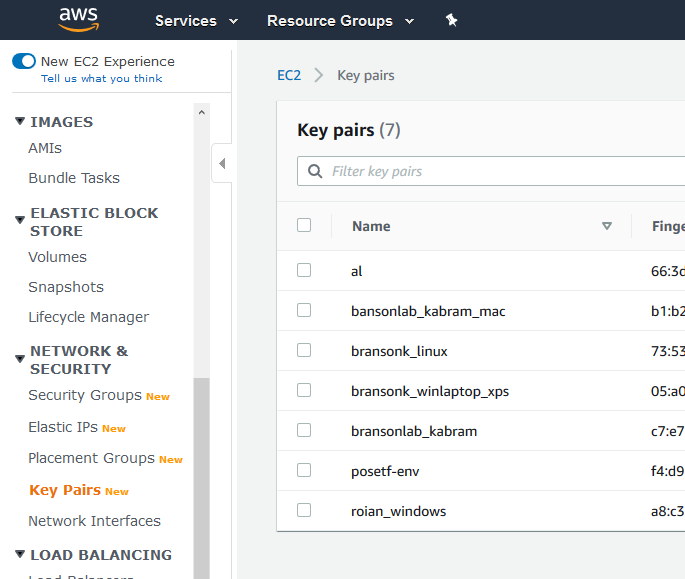 aws
Services
Resource Groups
New EC2 Experience
Tell us what you think
IMAGES
AMIs
Bundle Tasks
ELASTIC BLOCK
STORE
Volumes
Snapshots
Lifecycle Manager
NETWORK &
SECURITY
Security Groups New
Elastic IPs New
Placement Groups New
Key Pairs New
Network Interfaces
LOAD BALANCING
Load Balancers
EC2 > Key pairs
Key pairs (7)
Filter key pairs
Name Finge
al 66:3d
bansonlab_kabram_mac b1:b2
bransonk_linux 73:53
bransonk_winlaptop_xps 05:a0
bransonlab_kabram c7:e7
posetf-env f4:d9
roian_windows a8:c3